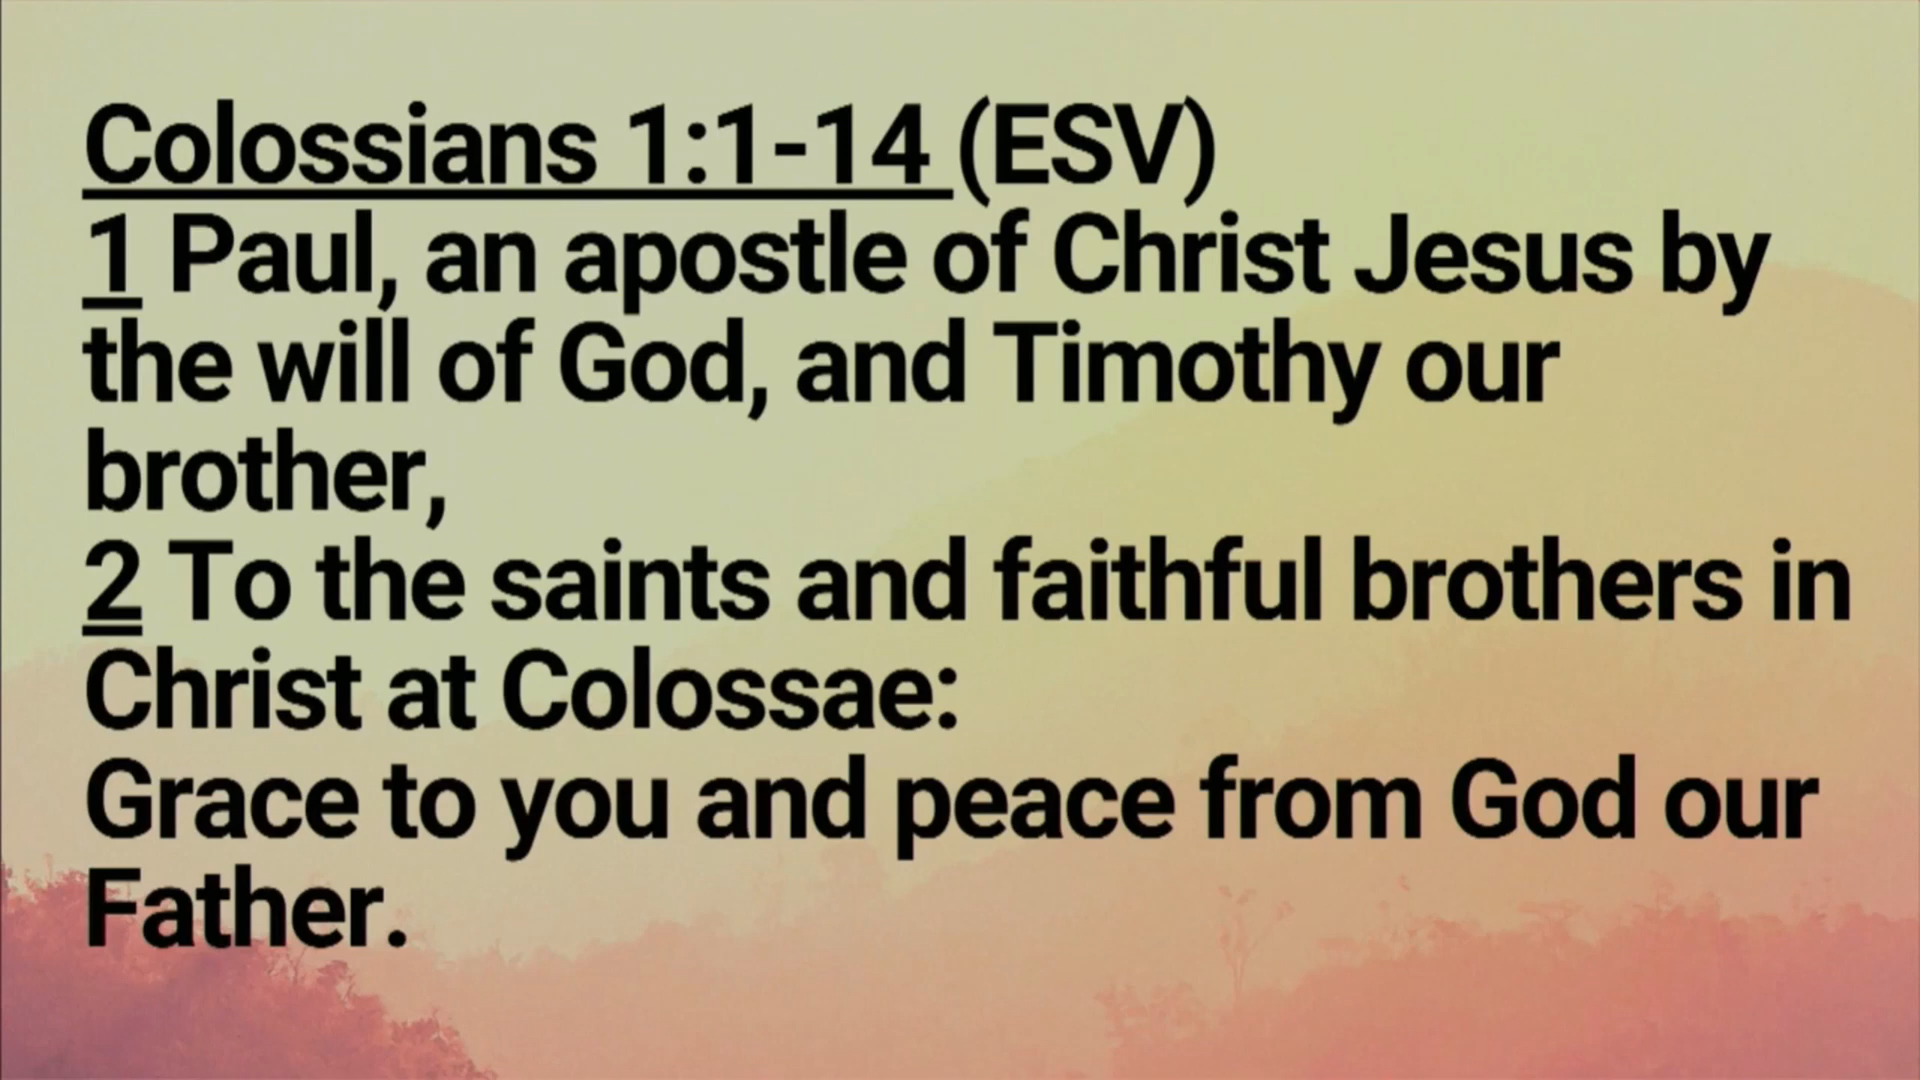 Colossians 1:1-14 (ESV)
1 Paul, an apostle of Christ Jesus by
the will of God, and Timothy our
brother,
2 To the saints and faithful brothers in
Christ at Colossae:
Grace to you and peace from God our
Father.